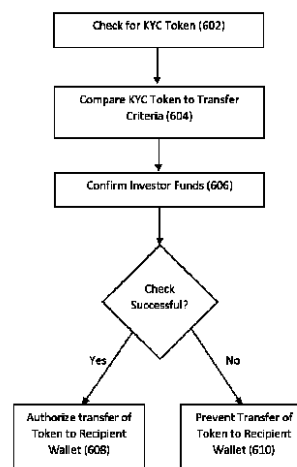 Check for KYC Token (602)
Compare KYC Token to Transfer
Criteria (604)
Confirm Investor Funds (606)
Check
Successful?
Yes
No
Authorize transfer of
Token to Recipient
Wallet (608)
Prevent Transfer of
Token to Recipient
Wallet (610)